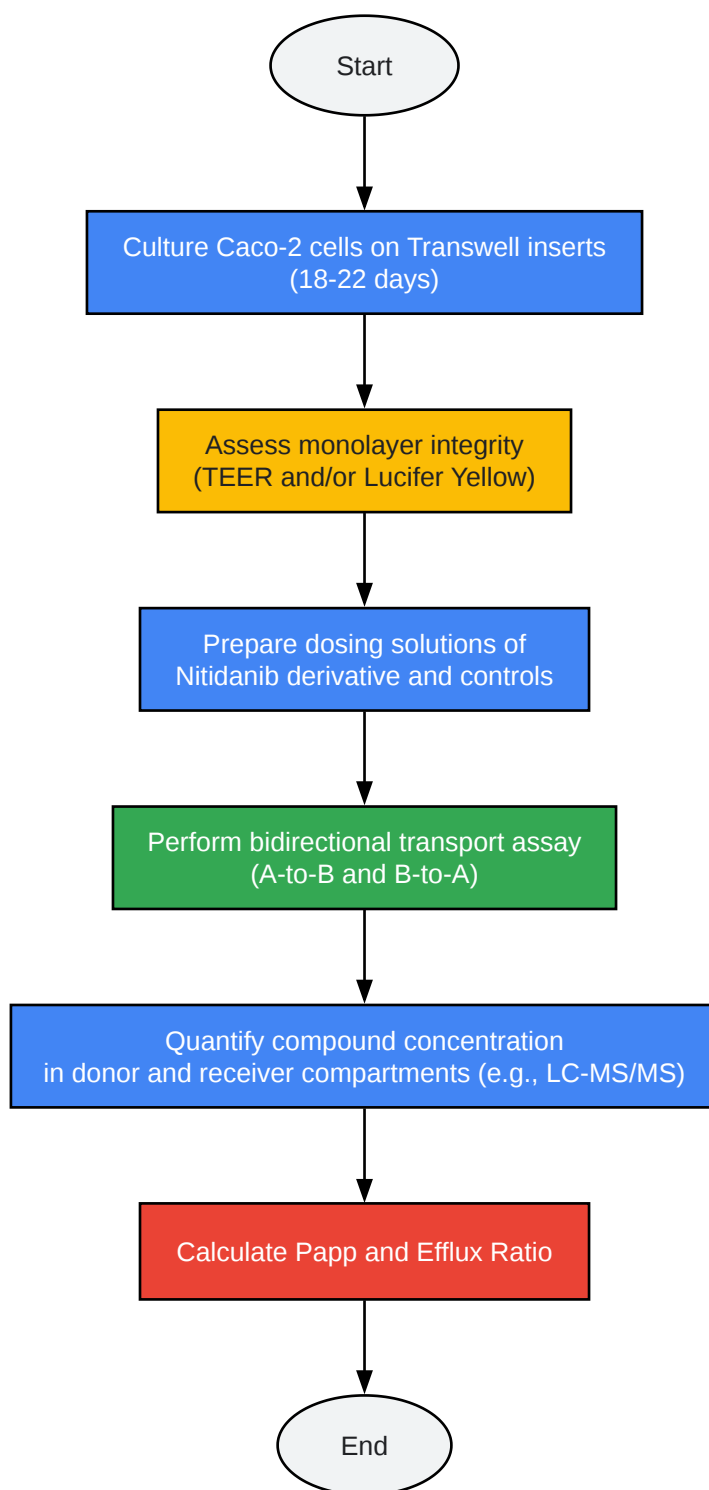 Start
Culture Caco-2 cells on Transwell inserts
(18-22 days)
Assess monolayer integrity
(TEER and/or Lucifer Yellow)
Prepare dosing solutions of
Nitidanib derivative and controls
Perform bidirectional transport assay
(A-to-B and B-to-A)
Quantify compound concentration
in donor and receiver compartments (e.g., LC-MS/MS)
Calculate Papp and Efflux Ratio
End